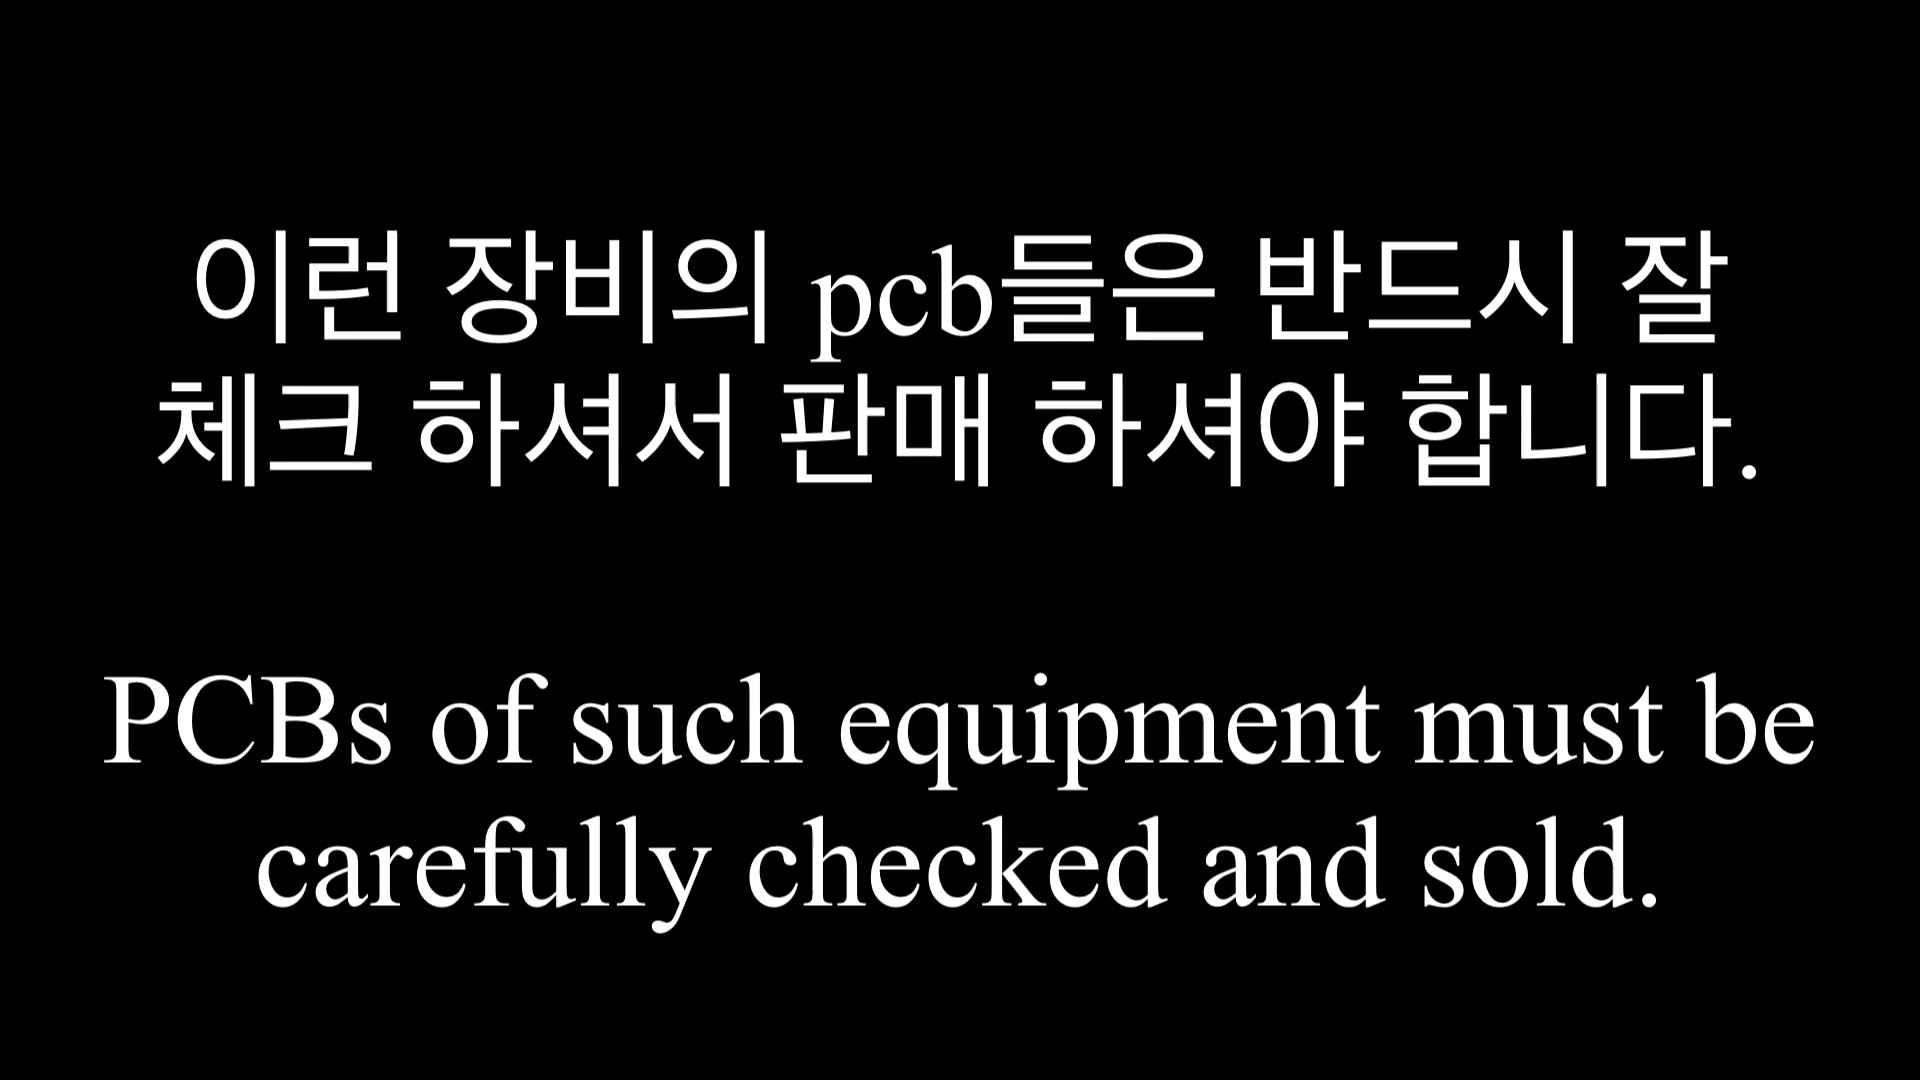 이런 장비의 pcb들은 반드시 잘
체크 하셔서 판매 하셔야 합니다.
PCBs of such equipment must be
carefully checked and sold.